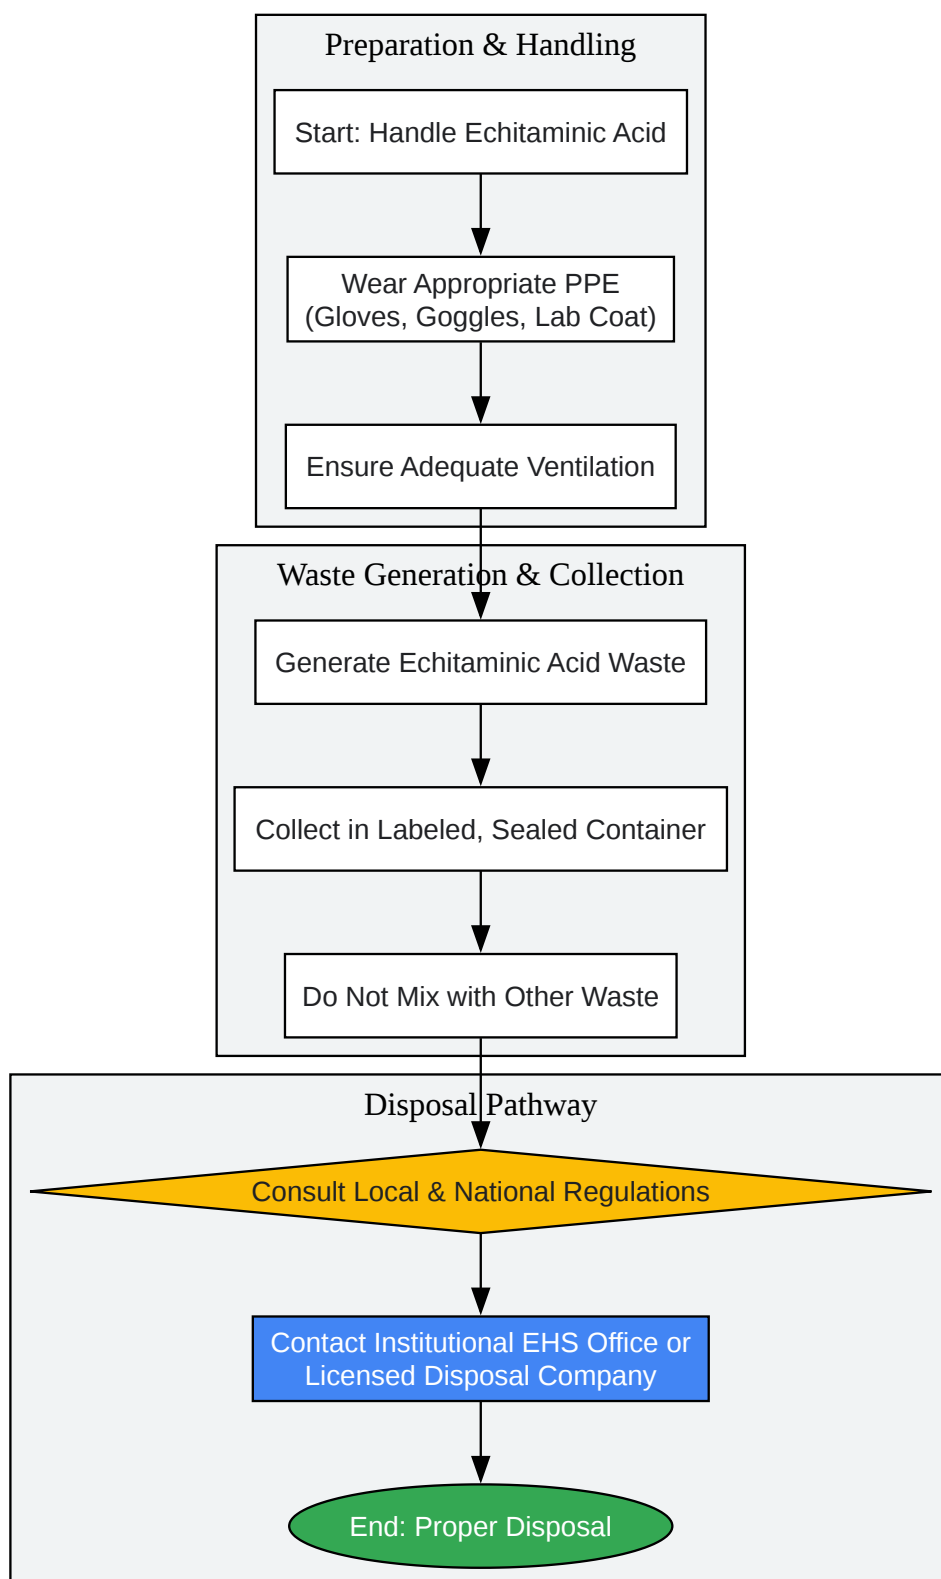 Preparation & Handling
Start: Handle Echitaminic Acid
Wear Appropriate PPE
(Gloves, Goggles, Lab Coat)
Ensure Adequate Ventilation
Waste Generation & Collection
Generate Echitaminic Acid Waste
Collect in Labeled, Sealed Container
Do Not Mix with Other Waste
Disposal Pathway
Consult Local & National Regulations
Contact Institutional EHS Office or
Licensed Disposal Company
End: Proper Disposal